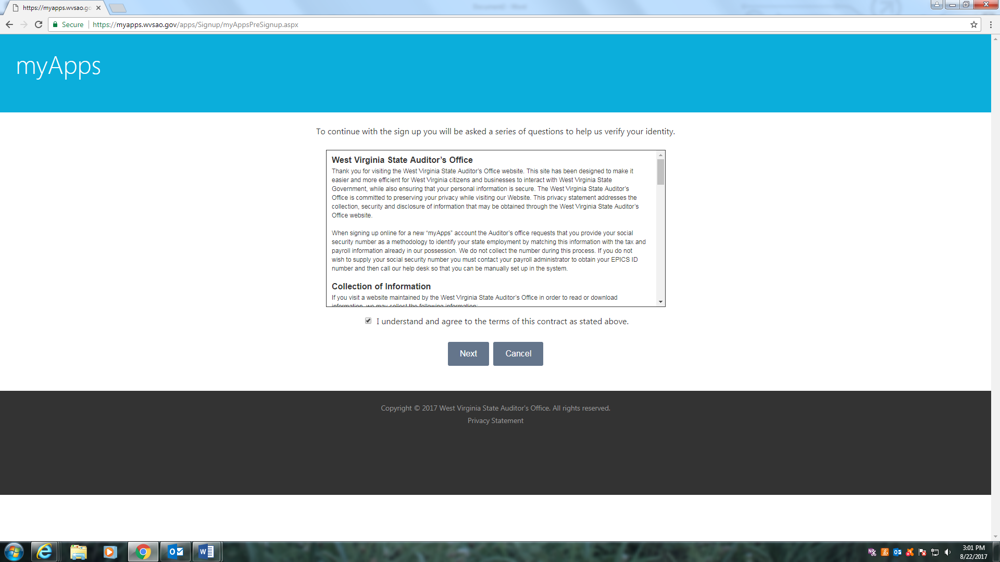 https://myapps.wvsao.go
Secure
https://myapps.wvsao.gov/apps/Signup/myAppsPreSignup.aspx
myApps
To continue with the sign up you will be asked a series of questions to help us verify your identity.
West Virginia State Auditor’s Office
Thank you for visiting the West Virginia State Auditor’s Office website. This site has been designed to make it
easier and more efficient for West Virginia citizens and businesses to interact with West Virginia State
Government, while also ensuring that your personal information is secure. The West Virginia State Auditor’s
Office is committed to preserving your privacy while visiting our Website. This privacy statement addresses the
collection, security and disclosure of information that may be obtained through the West Virginia State Auditor’s
Office website.
When signing up online for a new “myApps” account the Auditor’s office requests that you provide your social
security number as a methodology to identify your state employment by matching this information with the tax and
payroll information already in our possession. We do not collect the number during this process. If you do not
wish to supply your social security number you must contact your payroll administrator to obtain your EPICS ID
number and then call our help desk so that you can be manually set up in the system.
Collection of Information
If you visit a website maintained by the West Virginia State Auditor’s Office in order to read or download
information, we may collect the following information:
I understand and agree to the terms of this contract as stated above.
Next
Cancel
Copyright © 2017 West Virginia State Auditor's Office. All rights reserved.
Privacy Statement
3:01 PM
8/22/2017